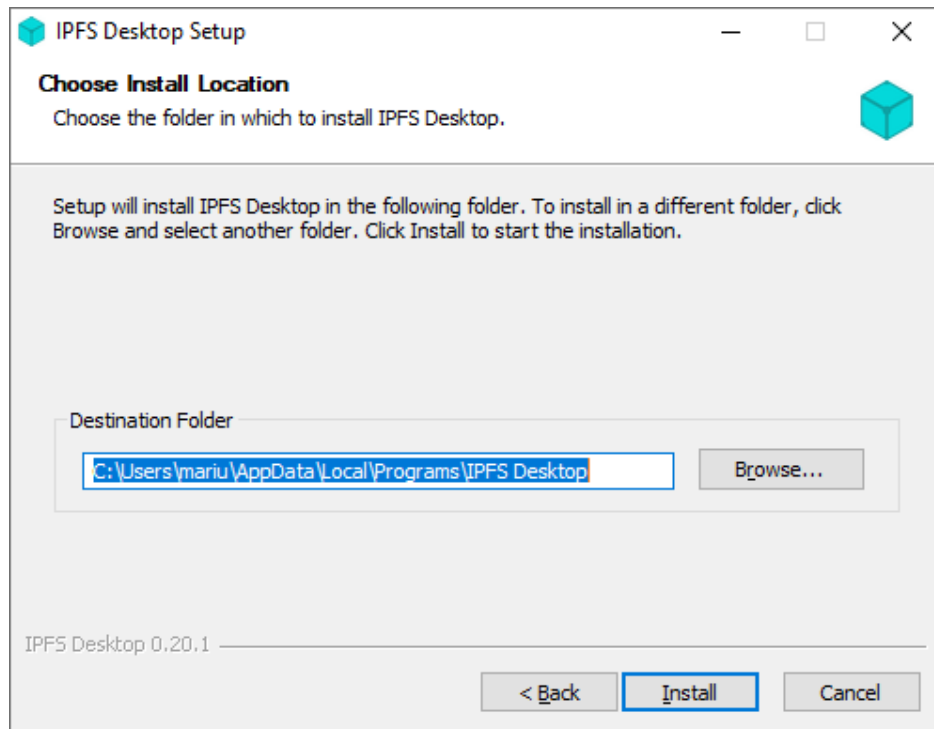 IPFS Desktop Setup
Choose Install Location
Choose the folder in which to install IPFS Desktop.
Setup will install IPFS Desktop in the following folder. To install in a different folder, click
Browse and select another folder. Click Install to start the installation.
Destination Folder
C:\Users\mariu\AppData\Local\Programs\IPFS Desktop
Browse...
IPFS Desktop 0.20.1
< Back
Install
Cancel